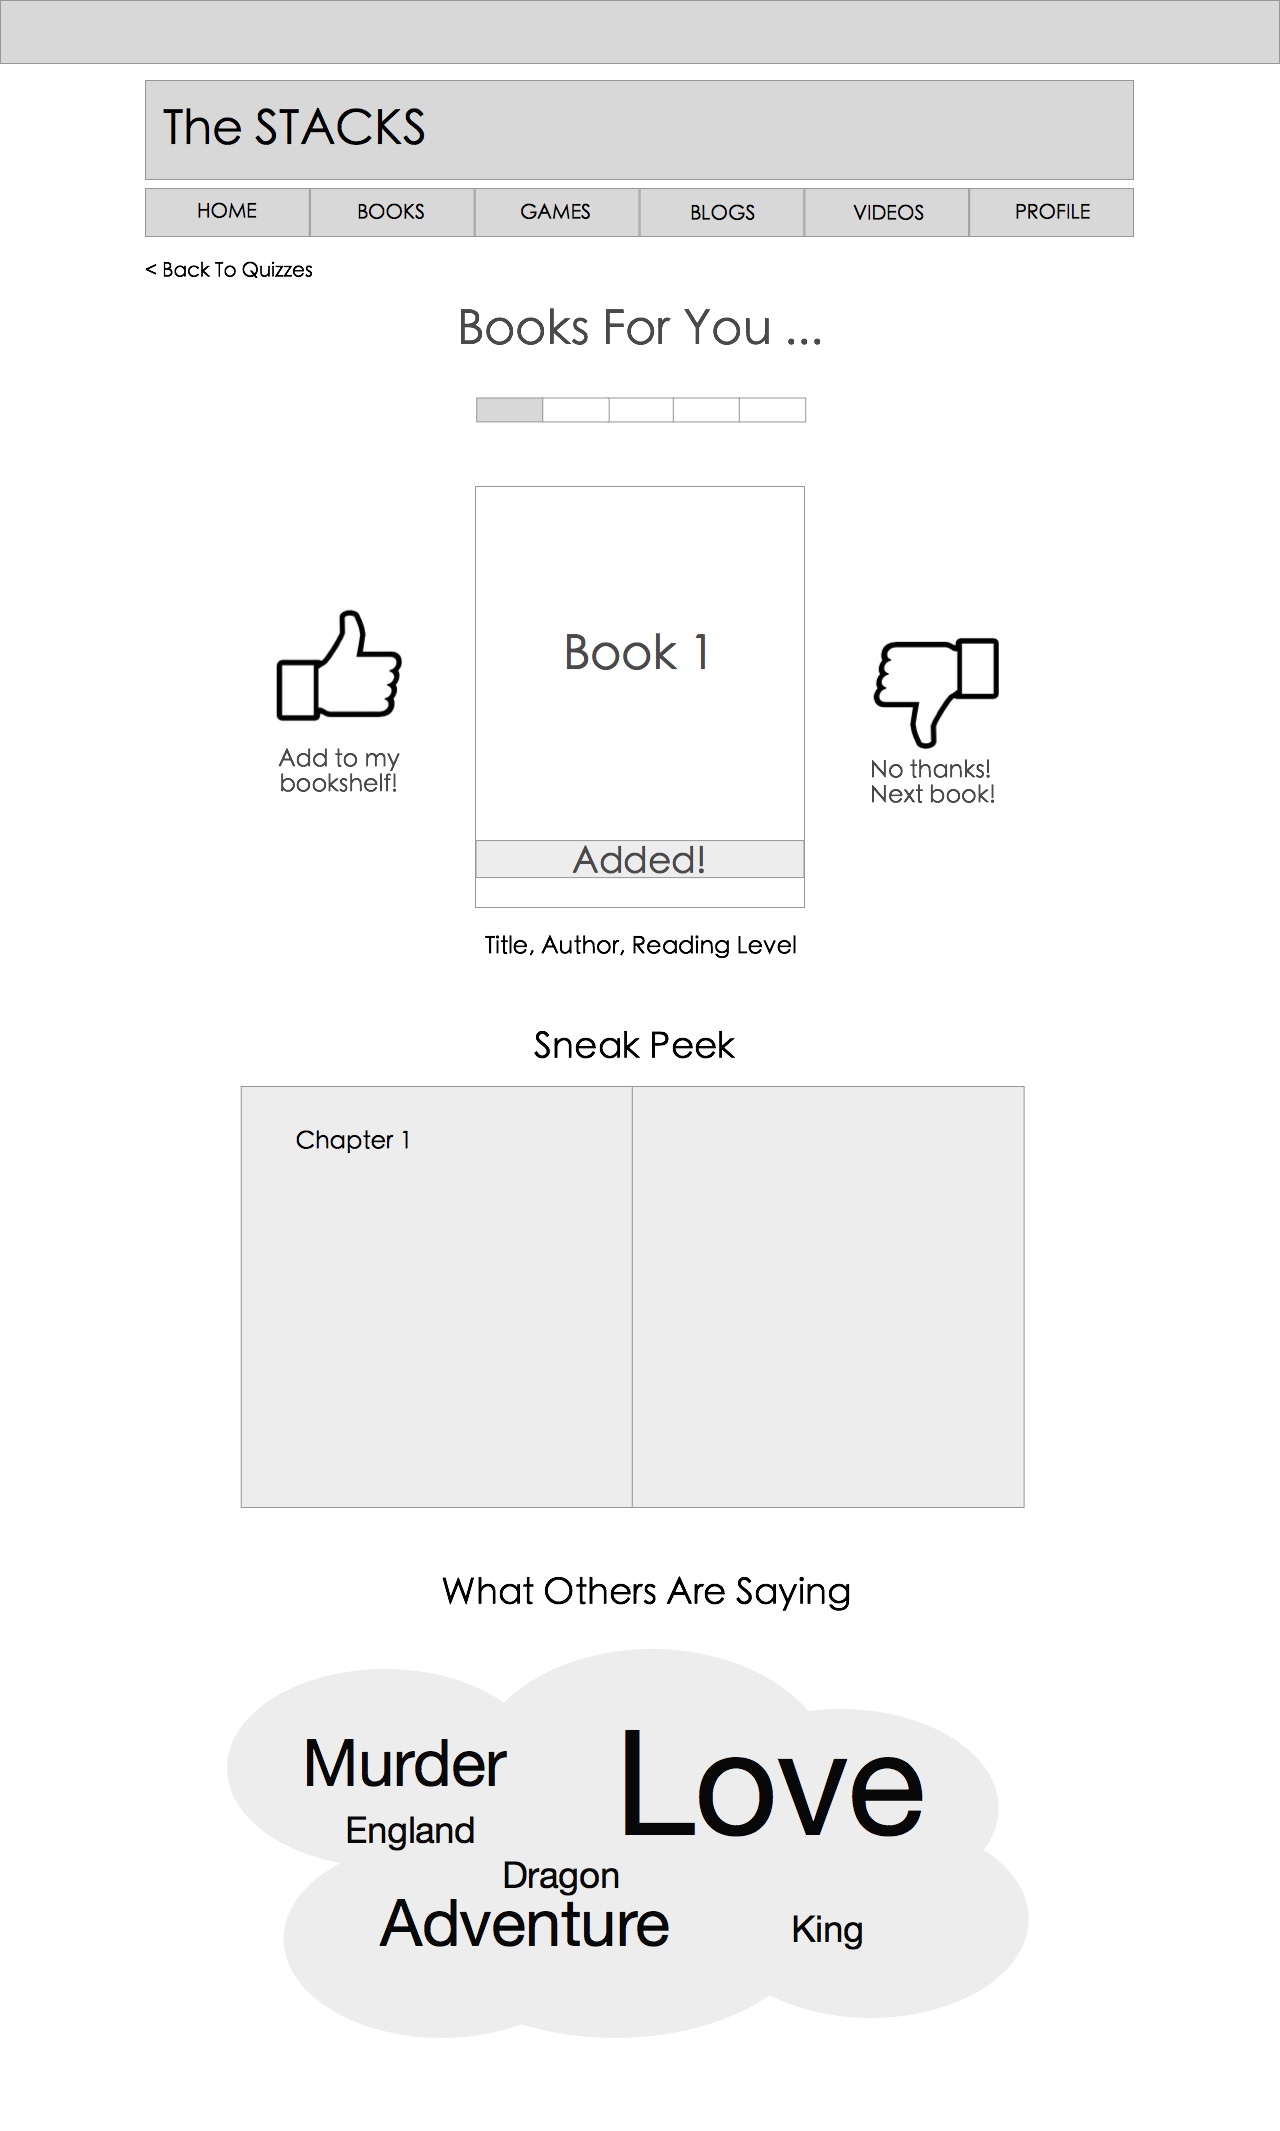 The STACKS
HOME BOOKS GAMES BLOGS VIDEOS PROFILE
< Back To Quizzes
Books For You ...
Book 1
Add to my
bookshelf!
No thanks!
Next book!
Added!
Title, Author, Reading Level
Sneak Peek
Chapter 1
What Others Are Saying
Murder
Love
England
Dragon
Adventure
King